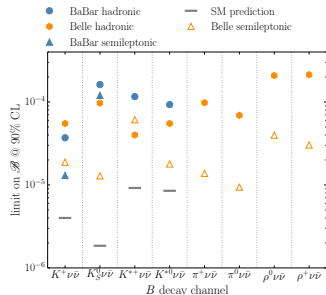 BaBar hadronic
Belle hadronic
BaBar semileptonic
SM prediction
Belle semileptonic
limit on ℬ @ 90% CL
10⁻⁴
10⁻⁵
10⁻⁶
K⁺νν̄ K⁰ₛνν̄ K*⁺νν̄ K*⁰νν̄ π⁺νν̄ π⁰νν̄ ρ⁰νν̄ ρ⁺νν̄
B decay channel